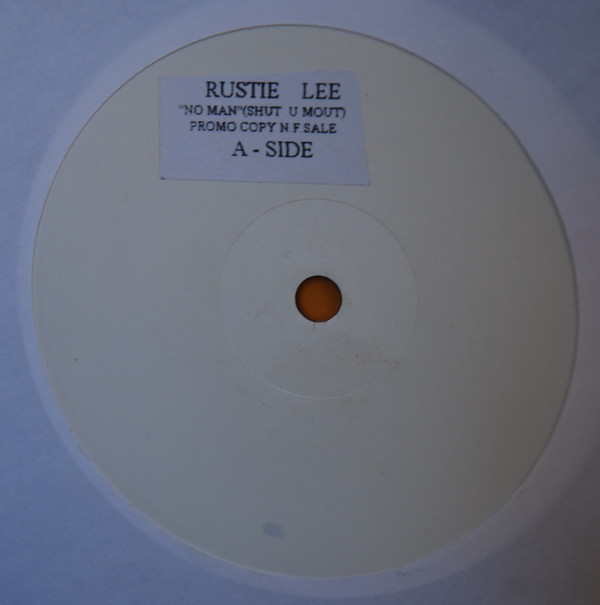 RUSTIE LEE
"NO MAN"(SHUT U MOUT)
PROMO COPY N.F.SALE
A - SIDE